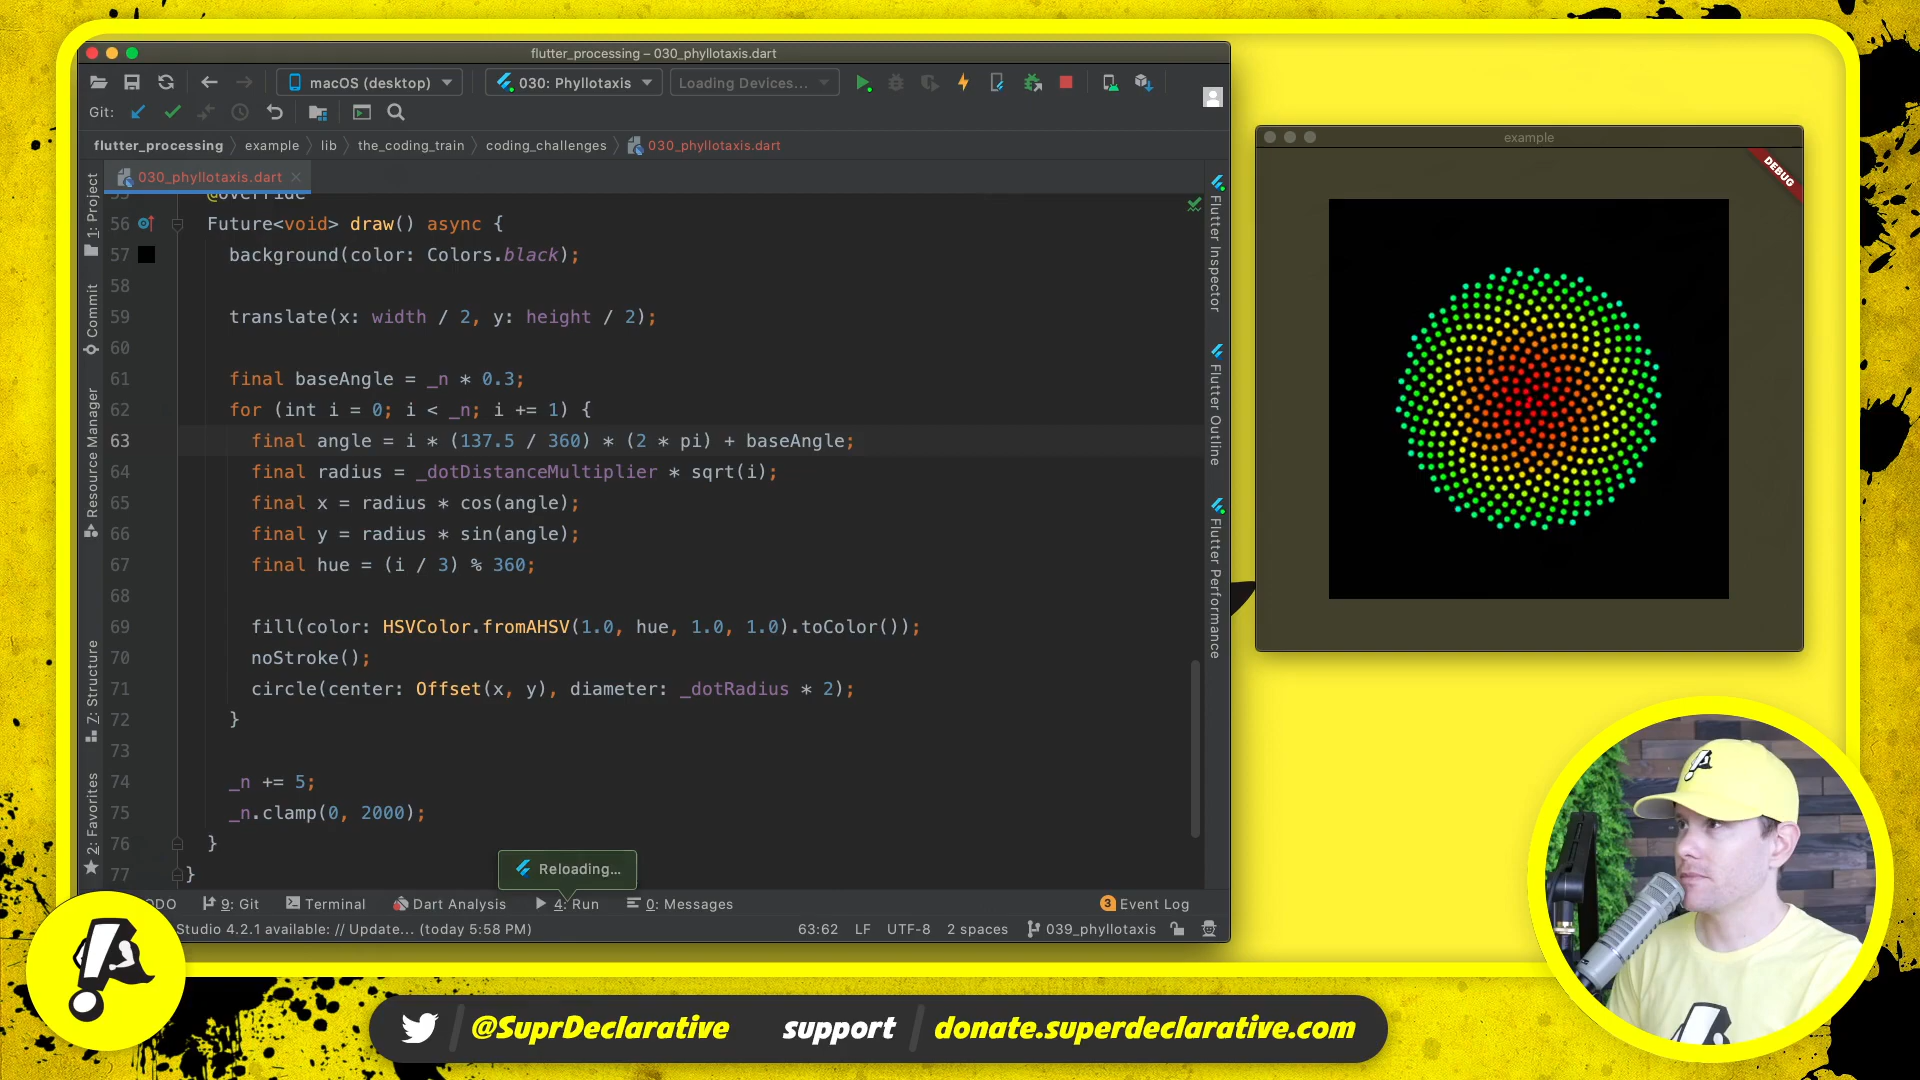 flutter_processing – 030_phyllotaxis.dart
macOS (desktop)
030: Phyllotaxis
Loading Devices...
Git:
flutter_processing
example
lib
the_coding_train
coding_challenges
030_phyllotaxis.dart
030_phyllotaxis.dart
@override
56 Future<void> draw() async {
57 background(color: Colors.black);
58
59 translate(x: width / 2, y: height / 2);
60
61 final baseAngle = _n * 0.3;
62 for (int i = 0; i < _n; i += 1) {
63 final angle = i * (137.5 / 360) * (2 * pi) + baseAngle;
64 final radius = _dotDistanceMultiplier * sqrt(i);
65 final x = radius * cos(angle);
66 final y = radius * sin(angle);
67 final hue = (i / 3) % 360;
68
69 fill(color: HSVColor.fromAHSV(1.0, hue, 1.0, 1.0).toColor());
70 noStroke();
71 circle(center: Offset(x, y), diameter: _dotRadius * 2);
72 }
73
74 _n += 5;
75 _n.clamp(0, 2000);
76 }
77 }
1: Project
Commit
Resource Manager
7: Structure
2: Favorites
Flutter Inspector
Flutter Outline
Flutter Performance
Reloading...
ODO
9: Git
Terminal
Dart Analysis
4: Run
0: Messages
3 Event Log
Studio 4.2.1 available: // Update... (today 5:58 PM)
63:62
LF
UTF-8
2 spaces
039_phyllotaxis
example
DEBUG
@SuprDeclarative
support
donate.superdeclarative.com